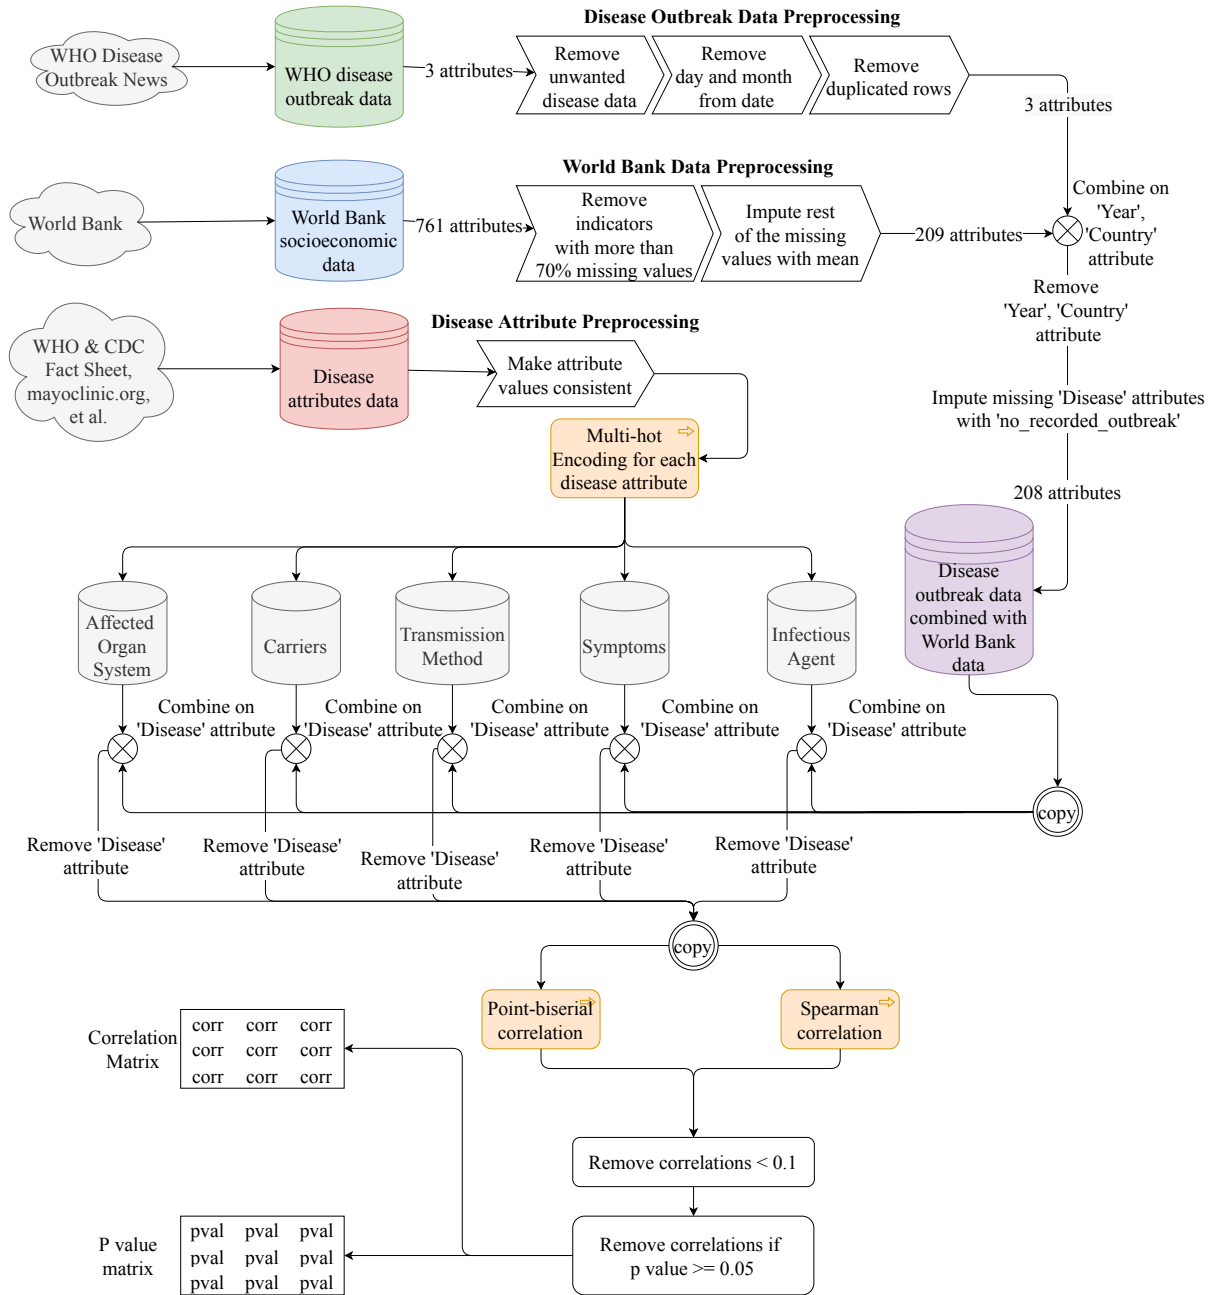 Disease Outbreak Data Preprocessing
WHO Disease
Outbreak News
WHO disease
outbreak data
3 attributes
Remove
unwanted
disease data
Remove
day and month
from date
Remove
duplicated rows
3 attributes
World Bank Data Preprocessing
World Bank
World Bank
socioeconomic
data
761 attributes
Remove
indicators
with more than
70% missing values
Impute rest
of the missing
values with mean
209 attributes
Combine on
'Year',
'Country'
attribute
Remove
'Year', 'Country'
attribute
Disease Attribute Preprocessing
WHO & CDC
Fact Sheet,
mayoclinic.org,
et al.
Disease
attributes data
Make attribute
values consistent
Impute missing 'Disease' attributes
with 'no_recorded_outbreak'
Multi-hot
Encoding for each
disease attribute
208 attributes
Disease
outbreak data
combined with
World Bank
data
Affected
Organ
System
Carriers
Transmission
Method
Symptoms
Infectious
Agent
Combine on
'Disease' attribute
Combine on
'Disease' attribute
Combine on
'Disease' attribute
Combine on
'Disease' attribute
Combine on
'Disease' attribute
copy
Remove 'Disease'
attribute
Remove 'Disease'
attribute
Remove 'Disease'
attribute
Remove 'Disease'
attribute
Remove 'Disease'
attribute
copy
Point-biserial
correlation
Spearman
correlation
Correlation
Matrix
corr corr corr
corr corr corr
corr corr corr
Remove correlations < 0.1
Remove correlations if
p value >= 0.05
P value
matrix
pval pval pval
pval pval pval
pval pval pval